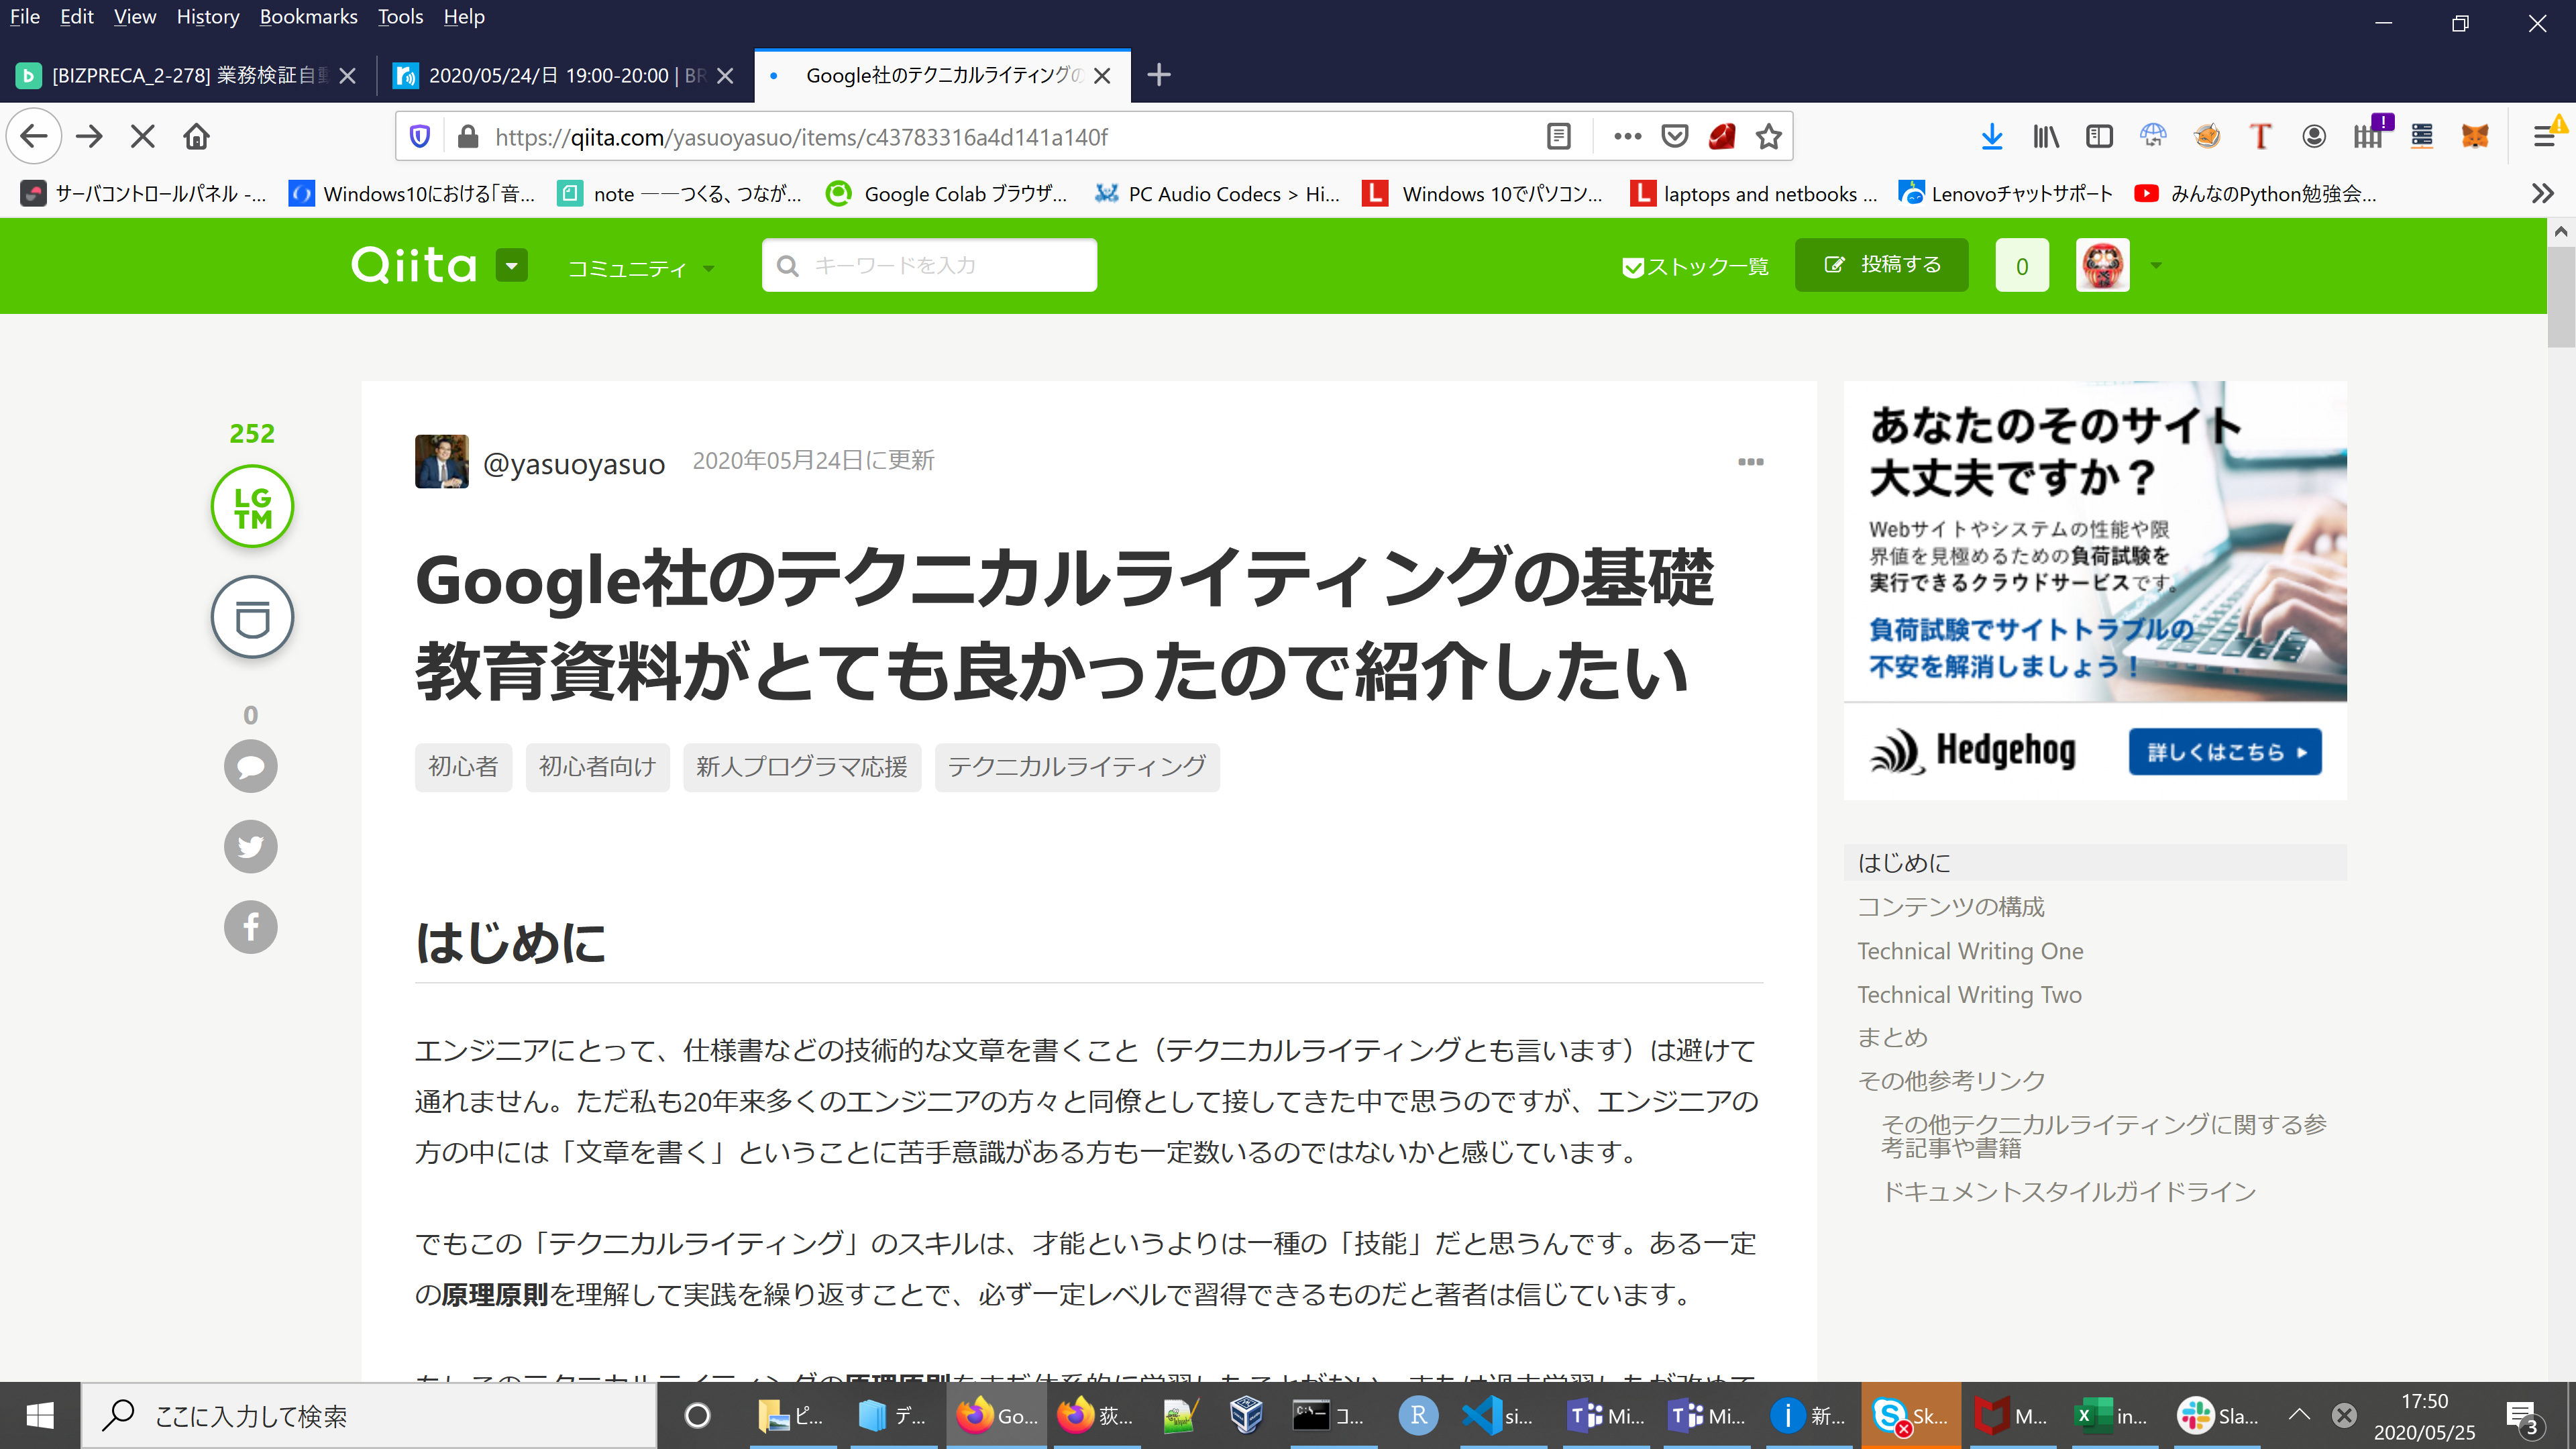 File Edit View History Bookmarks Tools Help
[BIZPRECA_2-278] 業務検証自動
2020/05/24/日 19:00-20:00 | BR
Google社のテクニカルライティングの
https://qiita.com/yasuoyasuo/items/c43783316a4d141a140f
サーバコントロールパネル -...
Windows10における「音...
note ――つくる、つなが...
Google Colab ブラウザ...
PC Audio Codecs > Hi...
Windows 10でパソコン...
laptops and netbooks ...
Lenovoチャットサポート
みんなのPython勉強会...
Qiita
コミュニティ
キーワードを入力
ストック一覧
投稿する
0
252
LG
TM
0
@yasuoyasuo
2020年05月24日に更新
Google社のテクニカルライティングの基礎
教育資料がとても良かったので紹介したい
初心者
初心者向け
新人プログラマ応援
テクニカルライティング
はじめに
エンジニアにとって、仕様書などの技術的な文章を書くこと（テクニカルライティングとも言います）は避けて
通れません。ただ私も20年来多くのエンジニアの方々と同僚として接してきた中で思うのですが、エンジニアの
方の中には「文章を書く」ということに苦手意識がある方も一定数いるのではないかと感じています。
でもこの「テクニカルライティング」のスキルは、才能というよりは一種の「技能」だと思うんです。ある一定
の原理原則を理解して実践を繰り返すことで、必ず一定レベルで習得できるものだと著者は信じています。
あなたのそのサイト
大丈夫ですか？
Webサイトやシステムの性能や限
界値を見極めるための負荷試験を
実行できるクラウドサービスです。
負荷試験でサイトトラブルの
不安を解消しましょう！
Hedgehog
詳しくはこちら
はじめに
コンテンツの構成
Technical Writing One
Technical Writing Two
まとめ
その他参考リンク
その他テクニカルライティングに関する参
考記事や書籍
ドキュメントスタイルガイドライン
ここに入力して検索
ピ...
デ...
Go...
荻...
コ...
si...
Mi...
Mi...
新...
Sk...
M...
in...
Sla...
17:50
2020/05/25
3